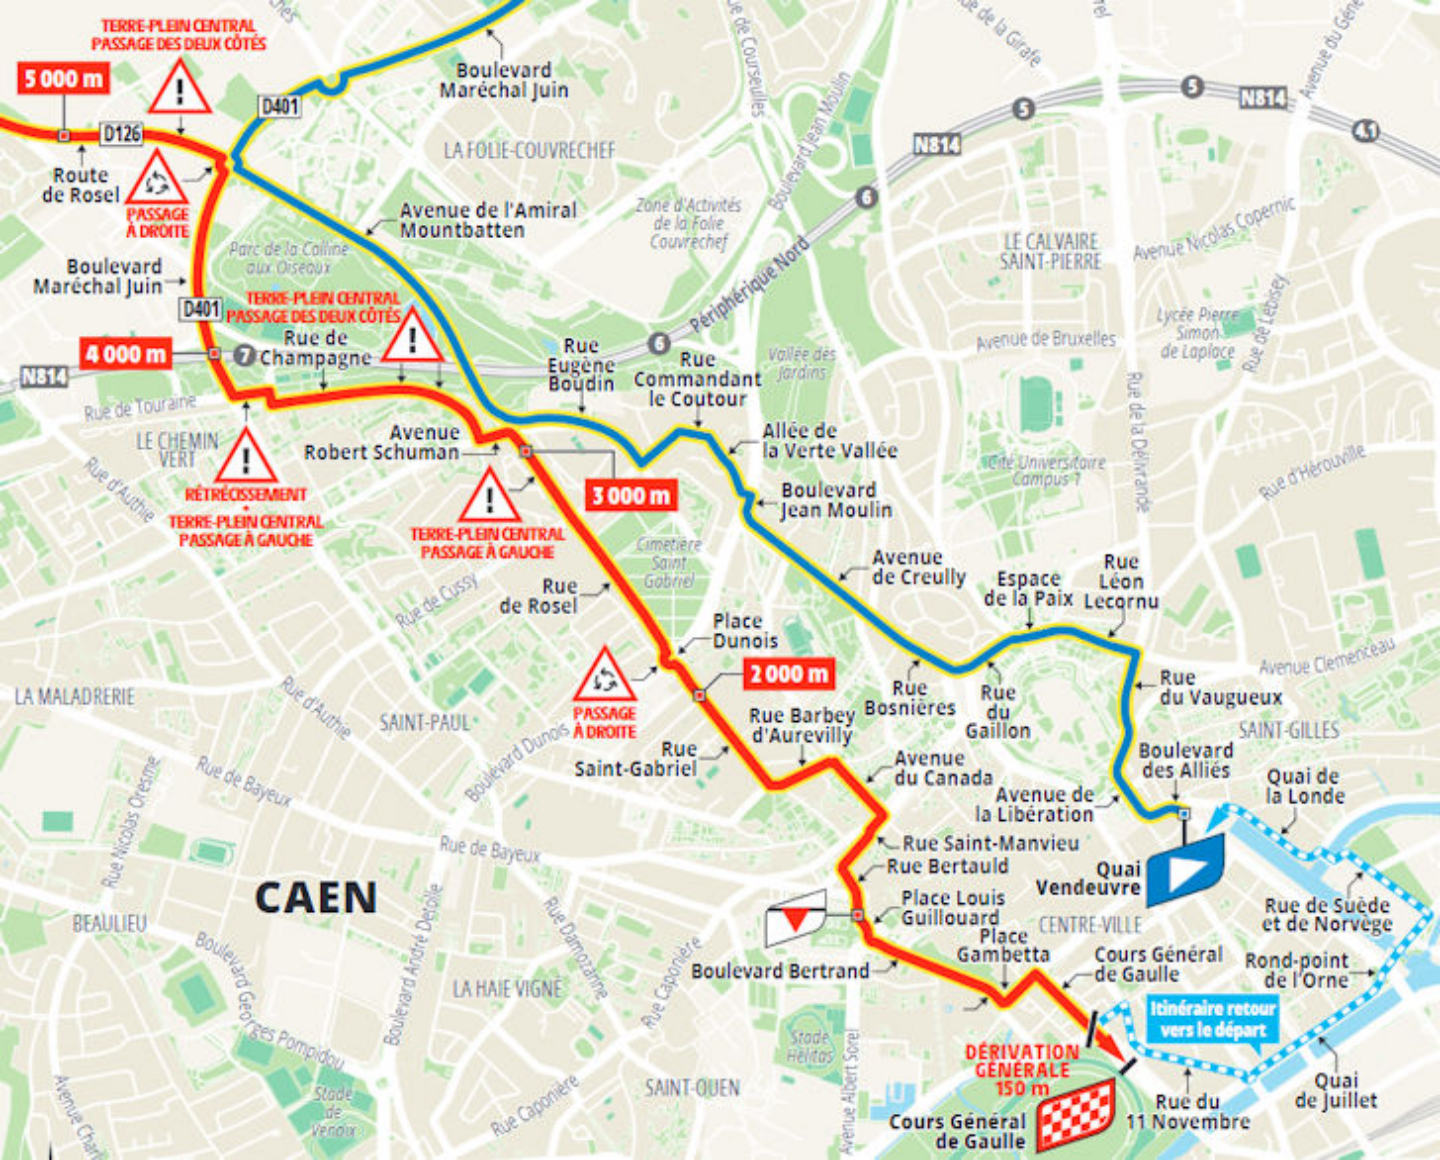 TERRE-PLEIN CENTRAL
PASSAGE DES DEUX CÔTÉS
5 000 m
D126
D401
Boulevard
Maréchal Juin
Route
de Rosel
PASSAGE
À DROITE
LA FOLIE-COUVRECHEF
Rue de la Girafe
N814
5
5
N814
4.1
6
Boulevard Jean Moulin
Avenue de l'Amiral
Mountbatten
Zone d'Activités
de la Folie
Couvrechef
Parc de la Colline
aux Oiseaux
Boulevard
Maréchal Juin
D401
LE CALVAIRE
SAINT-PIERRE
Avenue Nicolas Copernic
Périphérique Nord
TERRE-PLEIN CENTRAL
PASSAGE DES DEUX CÔTÉS
Lycée Pierre
Simon
de Laplace
Rue de Lebisey
4 000 m
7
Rue de
Champagne
N814
Rue
Eugène
Boudin
6
Rue
Commandant
le Coutour
Vallée des
Jardins
Avenue de Bruxelles
Rue de la Délivrande
Rue de Touraine
LE CHEMIN
VERT
Avenue
Robert Schuman
Allée de
la Verte Vallée
Cité Universitaire
Campus 1
Rue d'Hérouville
Rue d'Authie
RÉTRÉCISSEMENT
+
TERRE-PLEIN CENTRAL
PASSAGE À GAUCHE
3 000 m
Boulevard
Jean Moulin
TERRE-PLEIN CENTRAL
PASSAGE À GAUCHE
Cimetière
Saint
Gabriel
Avenue
de Creully
Espace
de la Paix
Rue
Léon
Lecornu
Rue de Cussy
Rue
de Rosel
Place
Dunois
2 000 m
Avenue Clemenceau
Rue
Bosnières
Rue
du
Gaillon
Rue
du Vaugueux
LA MALADRERIE
Rue d'Authie
SAINT-PAUL
PASSAGE
À DROITE
Boulevard Dunois
Rue Barbey
d'Aurevilly
SAINT-GILLES
Rue
Saint-Gabriel
Avenue
du Canada
Boulevard
des Alliés
Quai de
la Londe
Rue de Bayeux
Rue Nicolas Oresme
Avenue de
la Libération
Rue Saint-Manvieu
Rue de Bayeux
Rue Bertauld
Quai
Vendeuvre
CAEN
Place Louis
Guillouard
CENTRE-VILLE
Rue de Suède
et de Norvège
BEAULIEU
Place
Gambetta
Boulevard Bertrand
Cours Général
de Gaulle
Rond-point
de l'Orne
Boulevard Georges Pompidou
Boulevard André Detolle
LA HAIE VIGNÉ
Rue Damozanne
Rue Caponière
Itinéraire retour
vers le départ
Stade
Hélitas
Avenue Albert Sorel
DÉRIVATION
GÉNÉRALE
150 m
SAINT-OUEN
Quai
de Juillet
Stade
de
Venoix
Rue Caponière
Cours Général
de Gaulle
Rue du
11 Novembre